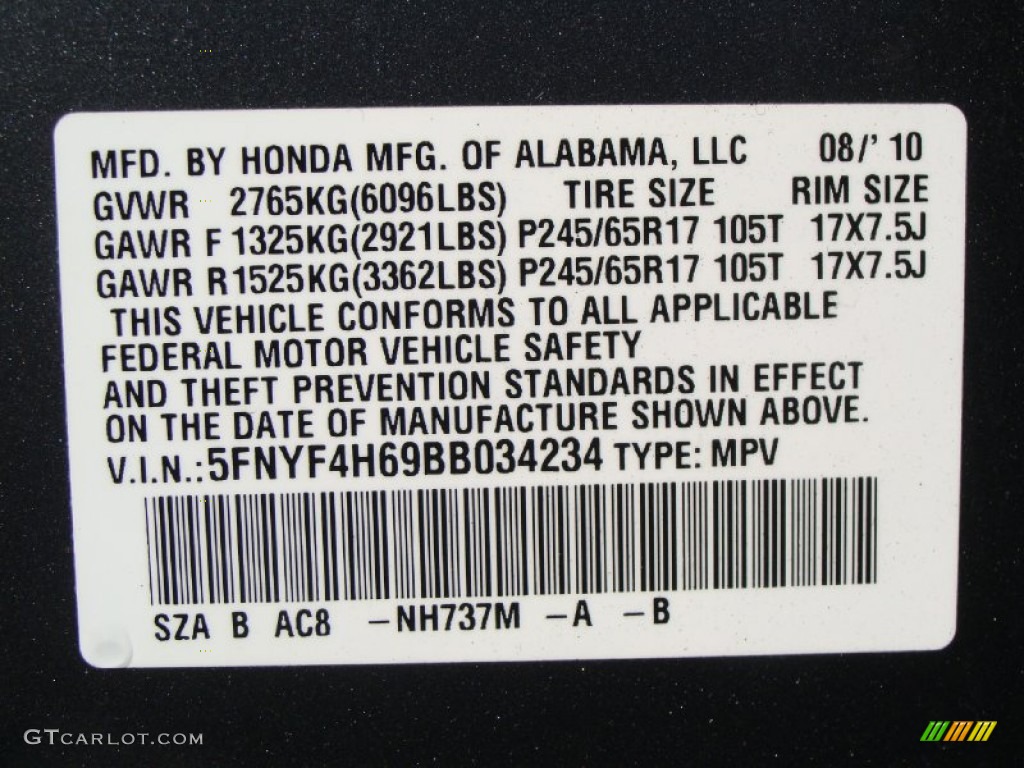 MFD. BY HONDA MFG. OF ALABAMA, LLC 08/' 10
GVWR 2765KG(6096LBS) TIRE SIZE RIM SIZE
GAWR F 1325KG(2921LBS) P245/65R17 105T 17X7.5J
GAWR R 1525KG(3362LBS) P245/65R17 105T 17X7.5J
THIS VEHICLE CONFORMS TO ALL APPLICABLE
FEDERAL MOTOR VEHICLE SAFETY
AND THEFT PREVENTION STANDARDS IN EFFECT
ON THE DATE OF MANUFACTURE SHOWN ABOVE.
V.I.N.: 5FNYF4H69BB034234 TYPE: MPV
SZA B AC8 –NH737M –A –B
GTCARLOT.COM